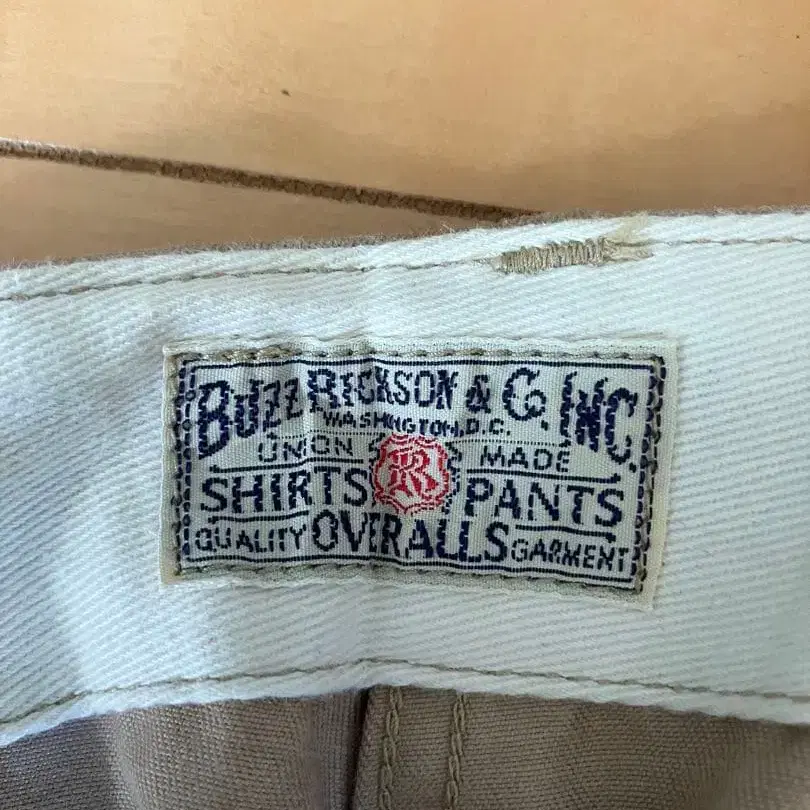 BUZZ RICKSON & CO. INC.
WASHINGTON, D.C.
UNION R MADE
SHIRTS PANTS
QUALITY OVERALLS GARMENT